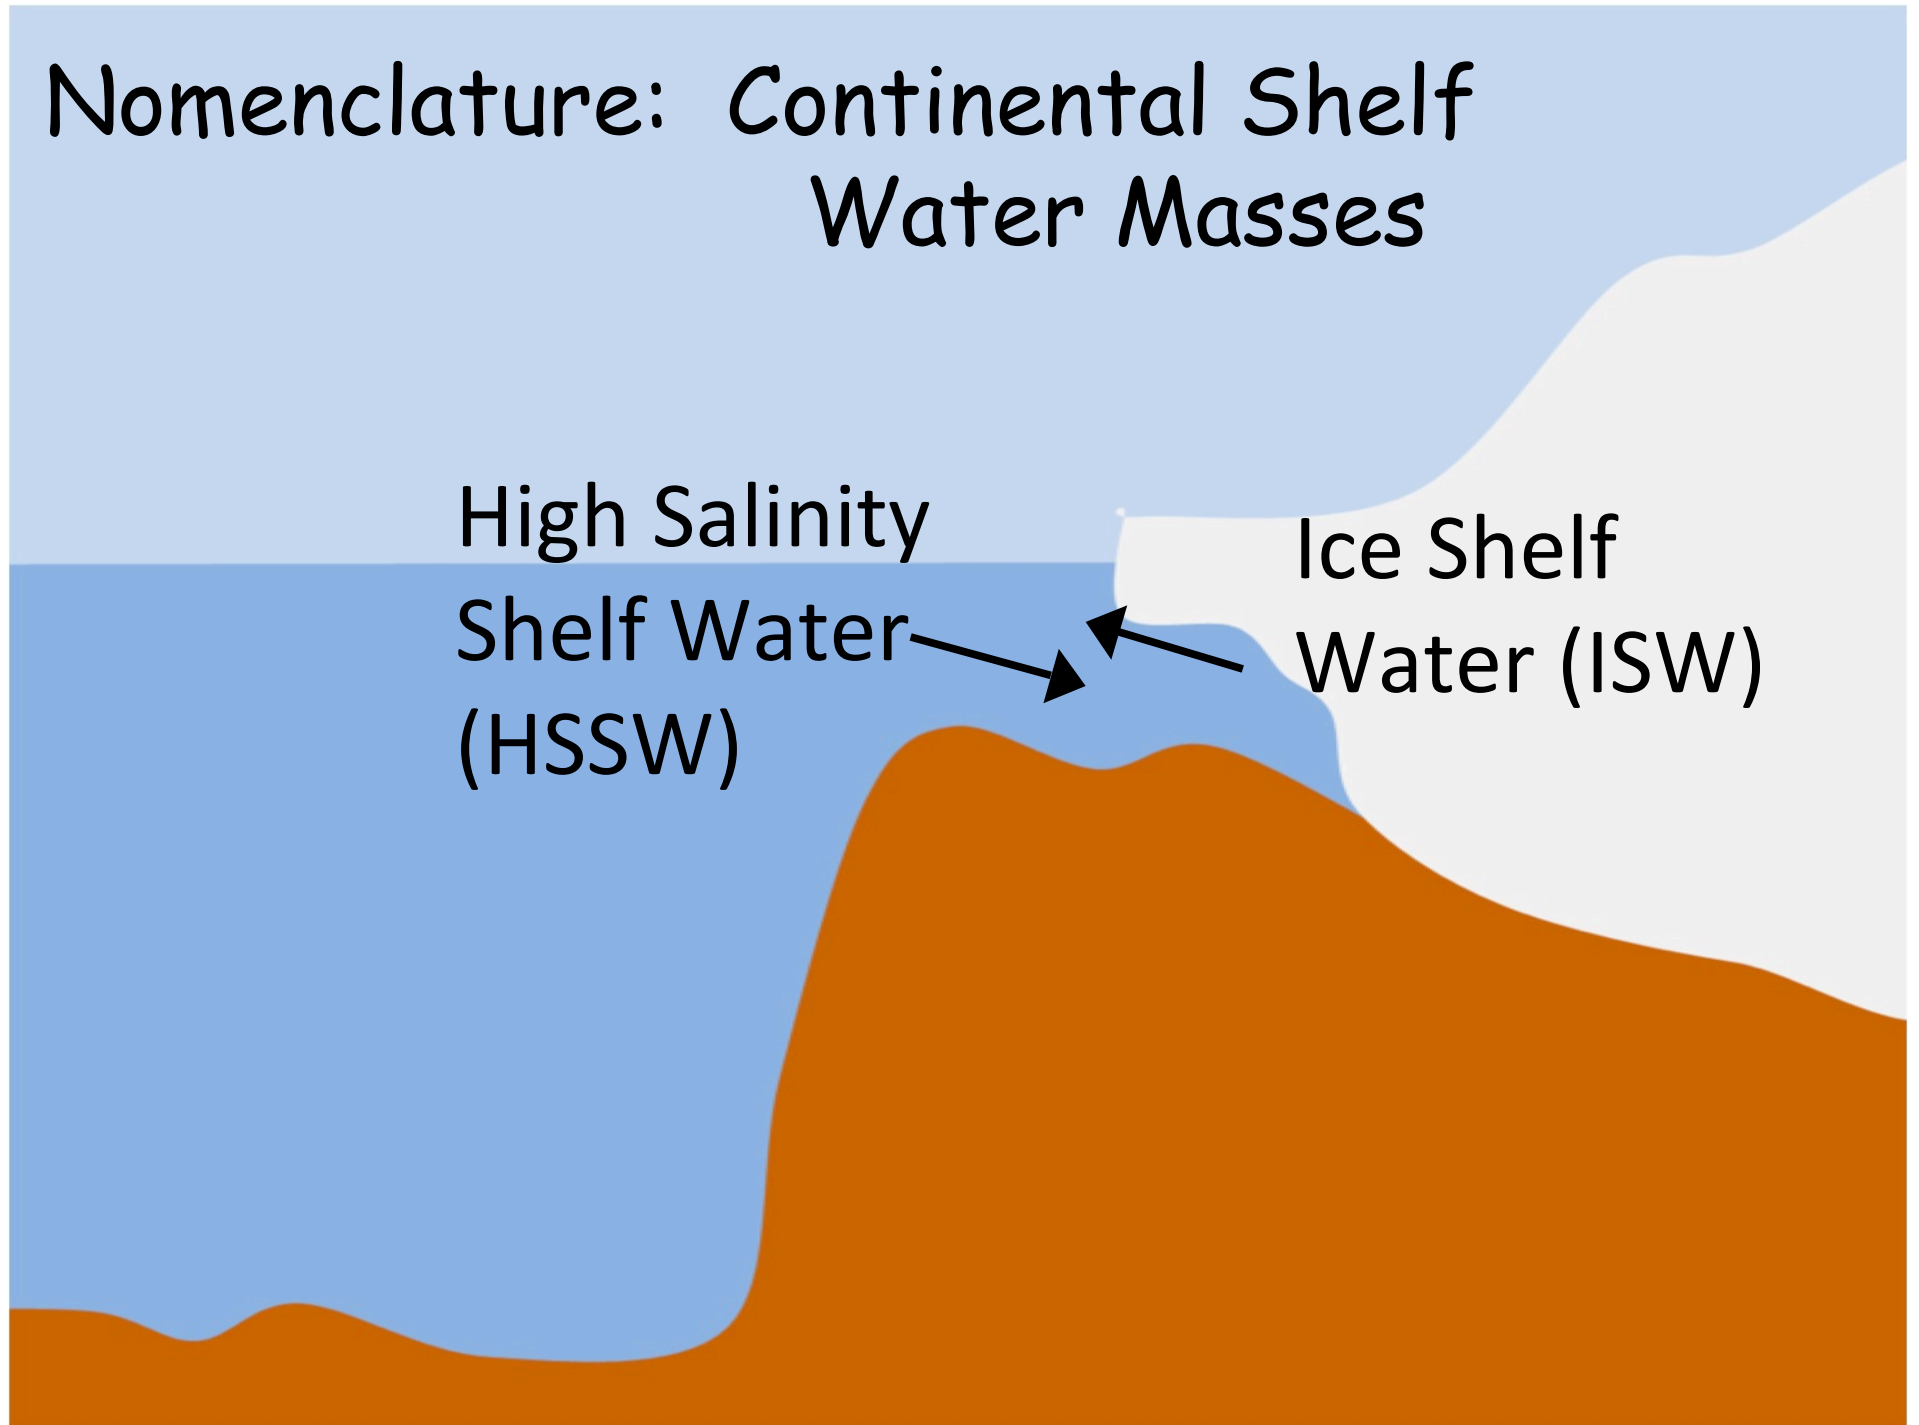 Nomenclature: Continental Shelf
Water Masses
High Salinity
Shelf Water
(HSSW)
Ice Shelf
Water (ISW)